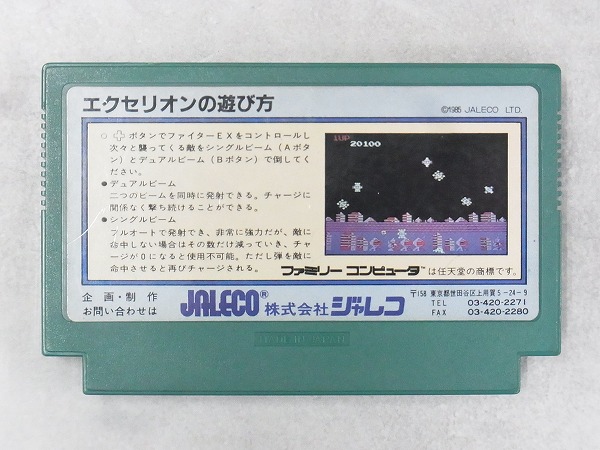 エクセリオンの遊び方
©1985 JALECO LTD.
ボタンでファイターEXをコントロールし
次々と襲ってくる敵をシングルビーム（Aボタ
ン）とデュアルビーム（Bボタン）で倒してく
ださい。
●デュアルビーム
二つのビームを同時に発射できる。チャージに
関係なく撃ち続けることができる。
●シングルビーム
フルオートで発射でき、非常に強力だが、敵に
命中しない場合はその数だけ減っていき、チャ
ージが0になると使用不可能。ただし弾を敵に
命中させると再びチャージされる。
1UP
20100
ファミリー コンピュータ™は任天堂の商標です。
企画・制作
お問い合わせは
JALECO® 株式会社ジャレコ
〒158 東京都世田谷区上用賀5-24-9
TEL 03-420-2271
FAX 03-420-2280
MADE IN JAPAN